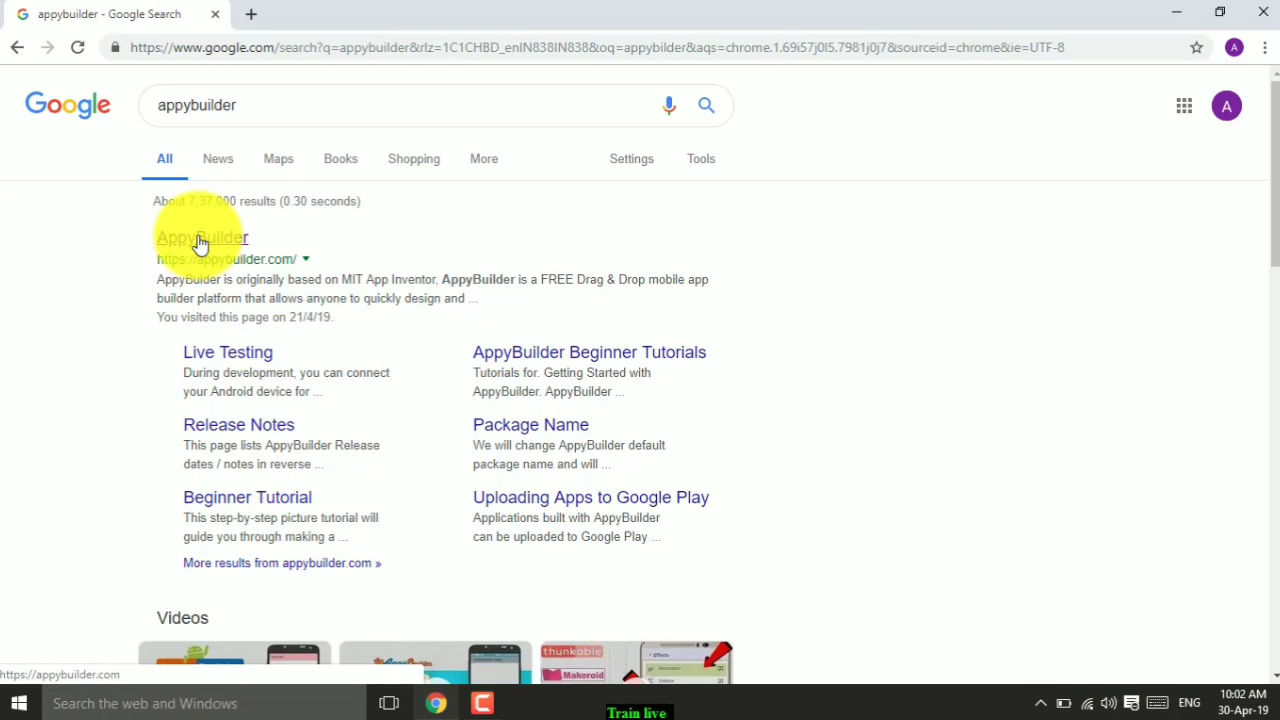 appybuilder - Google Search
https://www.google.com/search?q=appybuilder&rlz=1C1CHBD_enIN838IN838&oq=appybilder&aqs=chrome.1.69i57j0l5.7981j0j7&sourceid=chrome&ie=UTF-8
A
Google
appybuilder
A
All News Maps Books Shopping More Settings Tools
About 7,37,000 results (0.30 seconds)
AppyBuilder
https://appybuilder.com/
AppyBuilder is originally based on MIT App Inventor, AppyBuilder is a FREE Drag & Drop mobile app
builder platform that allows anyone to quickly design and ...
You visited this page on 21/4/19.
Live Testing
During development, you can connect
your Android device for ...
AppyBuilder Beginner Tutorials
Tutorials for. Getting Started with
AppyBuilder. AppyBuilder ...
Release Notes
This page lists AppyBuilder Release
dates / notes in reverse ...
Package Name
We will change AppyBuilder default
package name and will ...
Beginner Tutorial
This step-by-step picture tutorial will
guide you through making a ...
Uploading Apps to Google Play
Applications built with AppyBuilder
can be uploaded to Google Play ...
More results from appybuilder.com »
Videos
thunkable
Makeroid
https://appybuilder.com
Search the web and Windows
Train live
ENG
10:02 AM
30-Apr-19